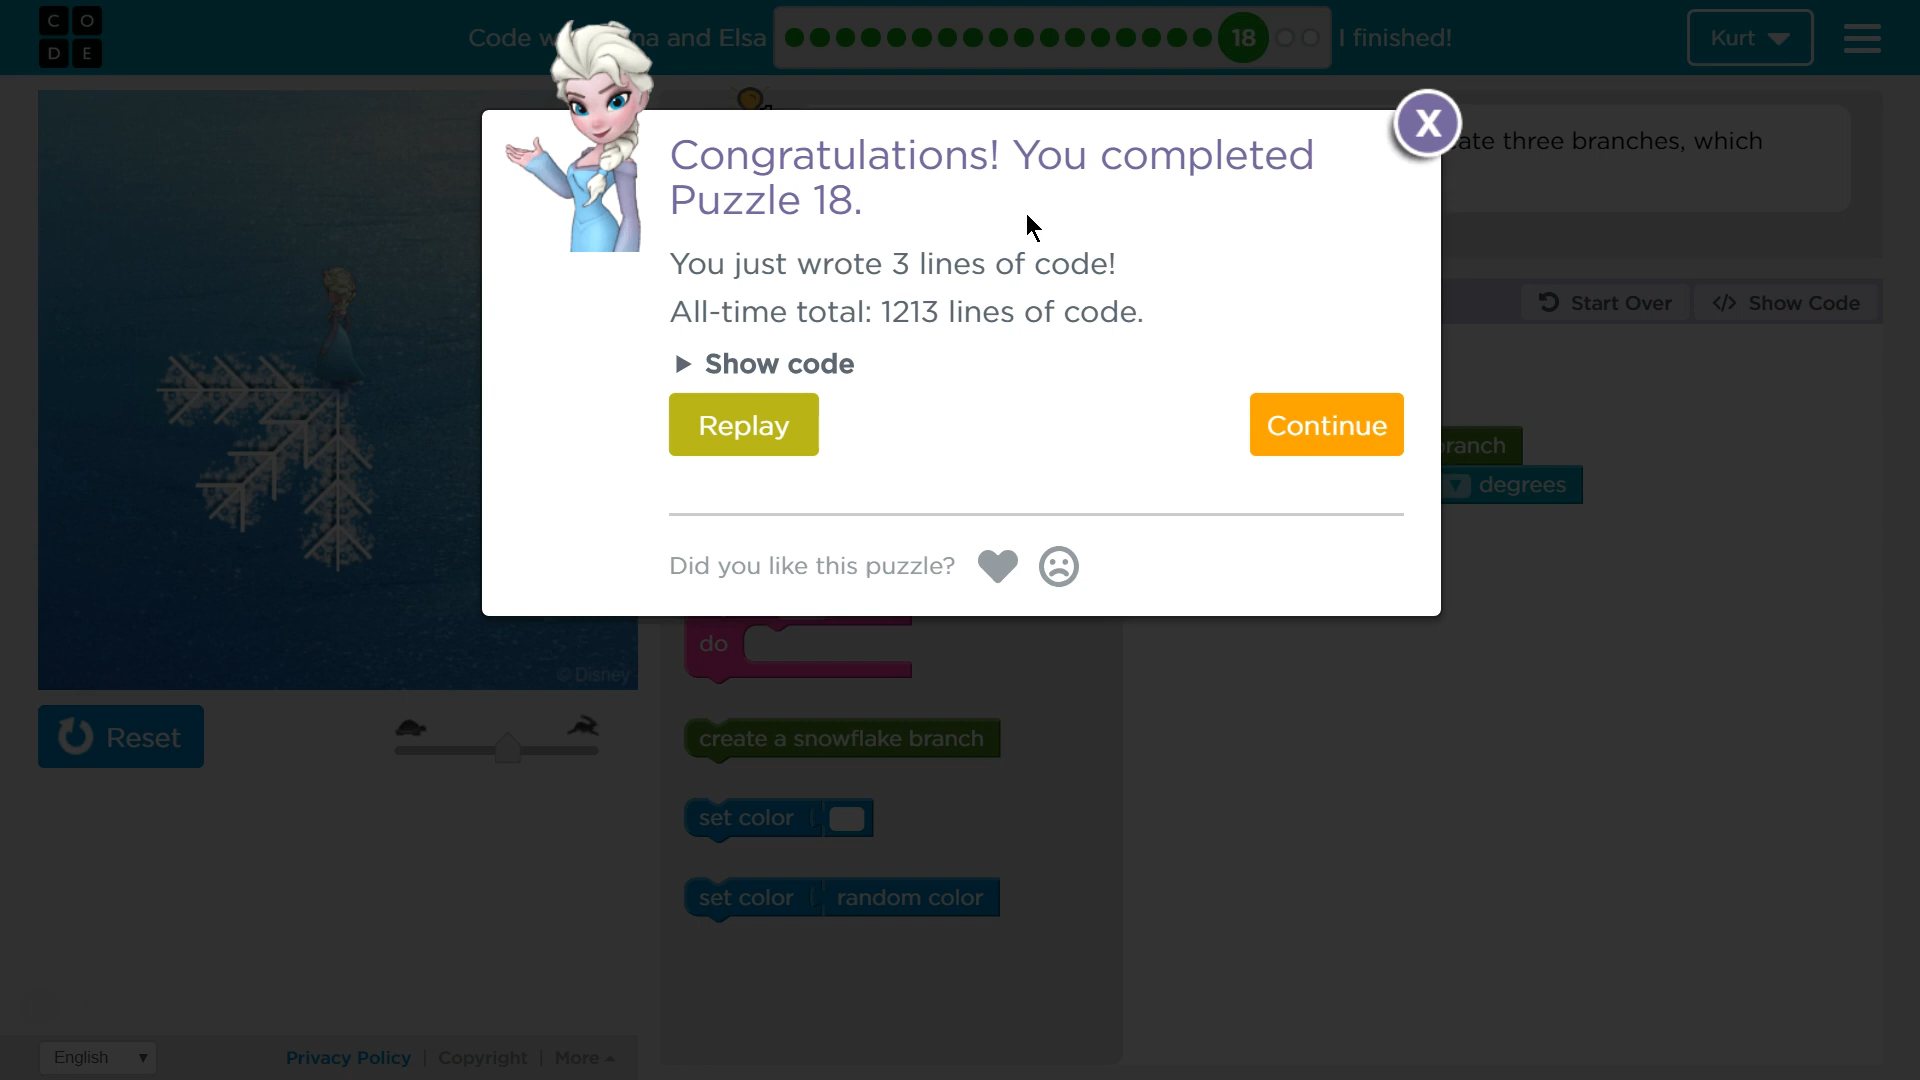 C O
D E
Code w
na and Elsa
18
I finished!
Kurt
X
Congratulations! You completed
Puzzle 18.
ate three branches, which
You just wrote 3 lines of code!
All-time total: 1213 lines of code.
Show code
Replay
Continue
Did you like this puzzle?
Start Over
</> Show Code
branch
degrees
© Disney
Reset
do
create a snowflake branch
set color
set color random color
English
Privacy Policy | Copyright | More